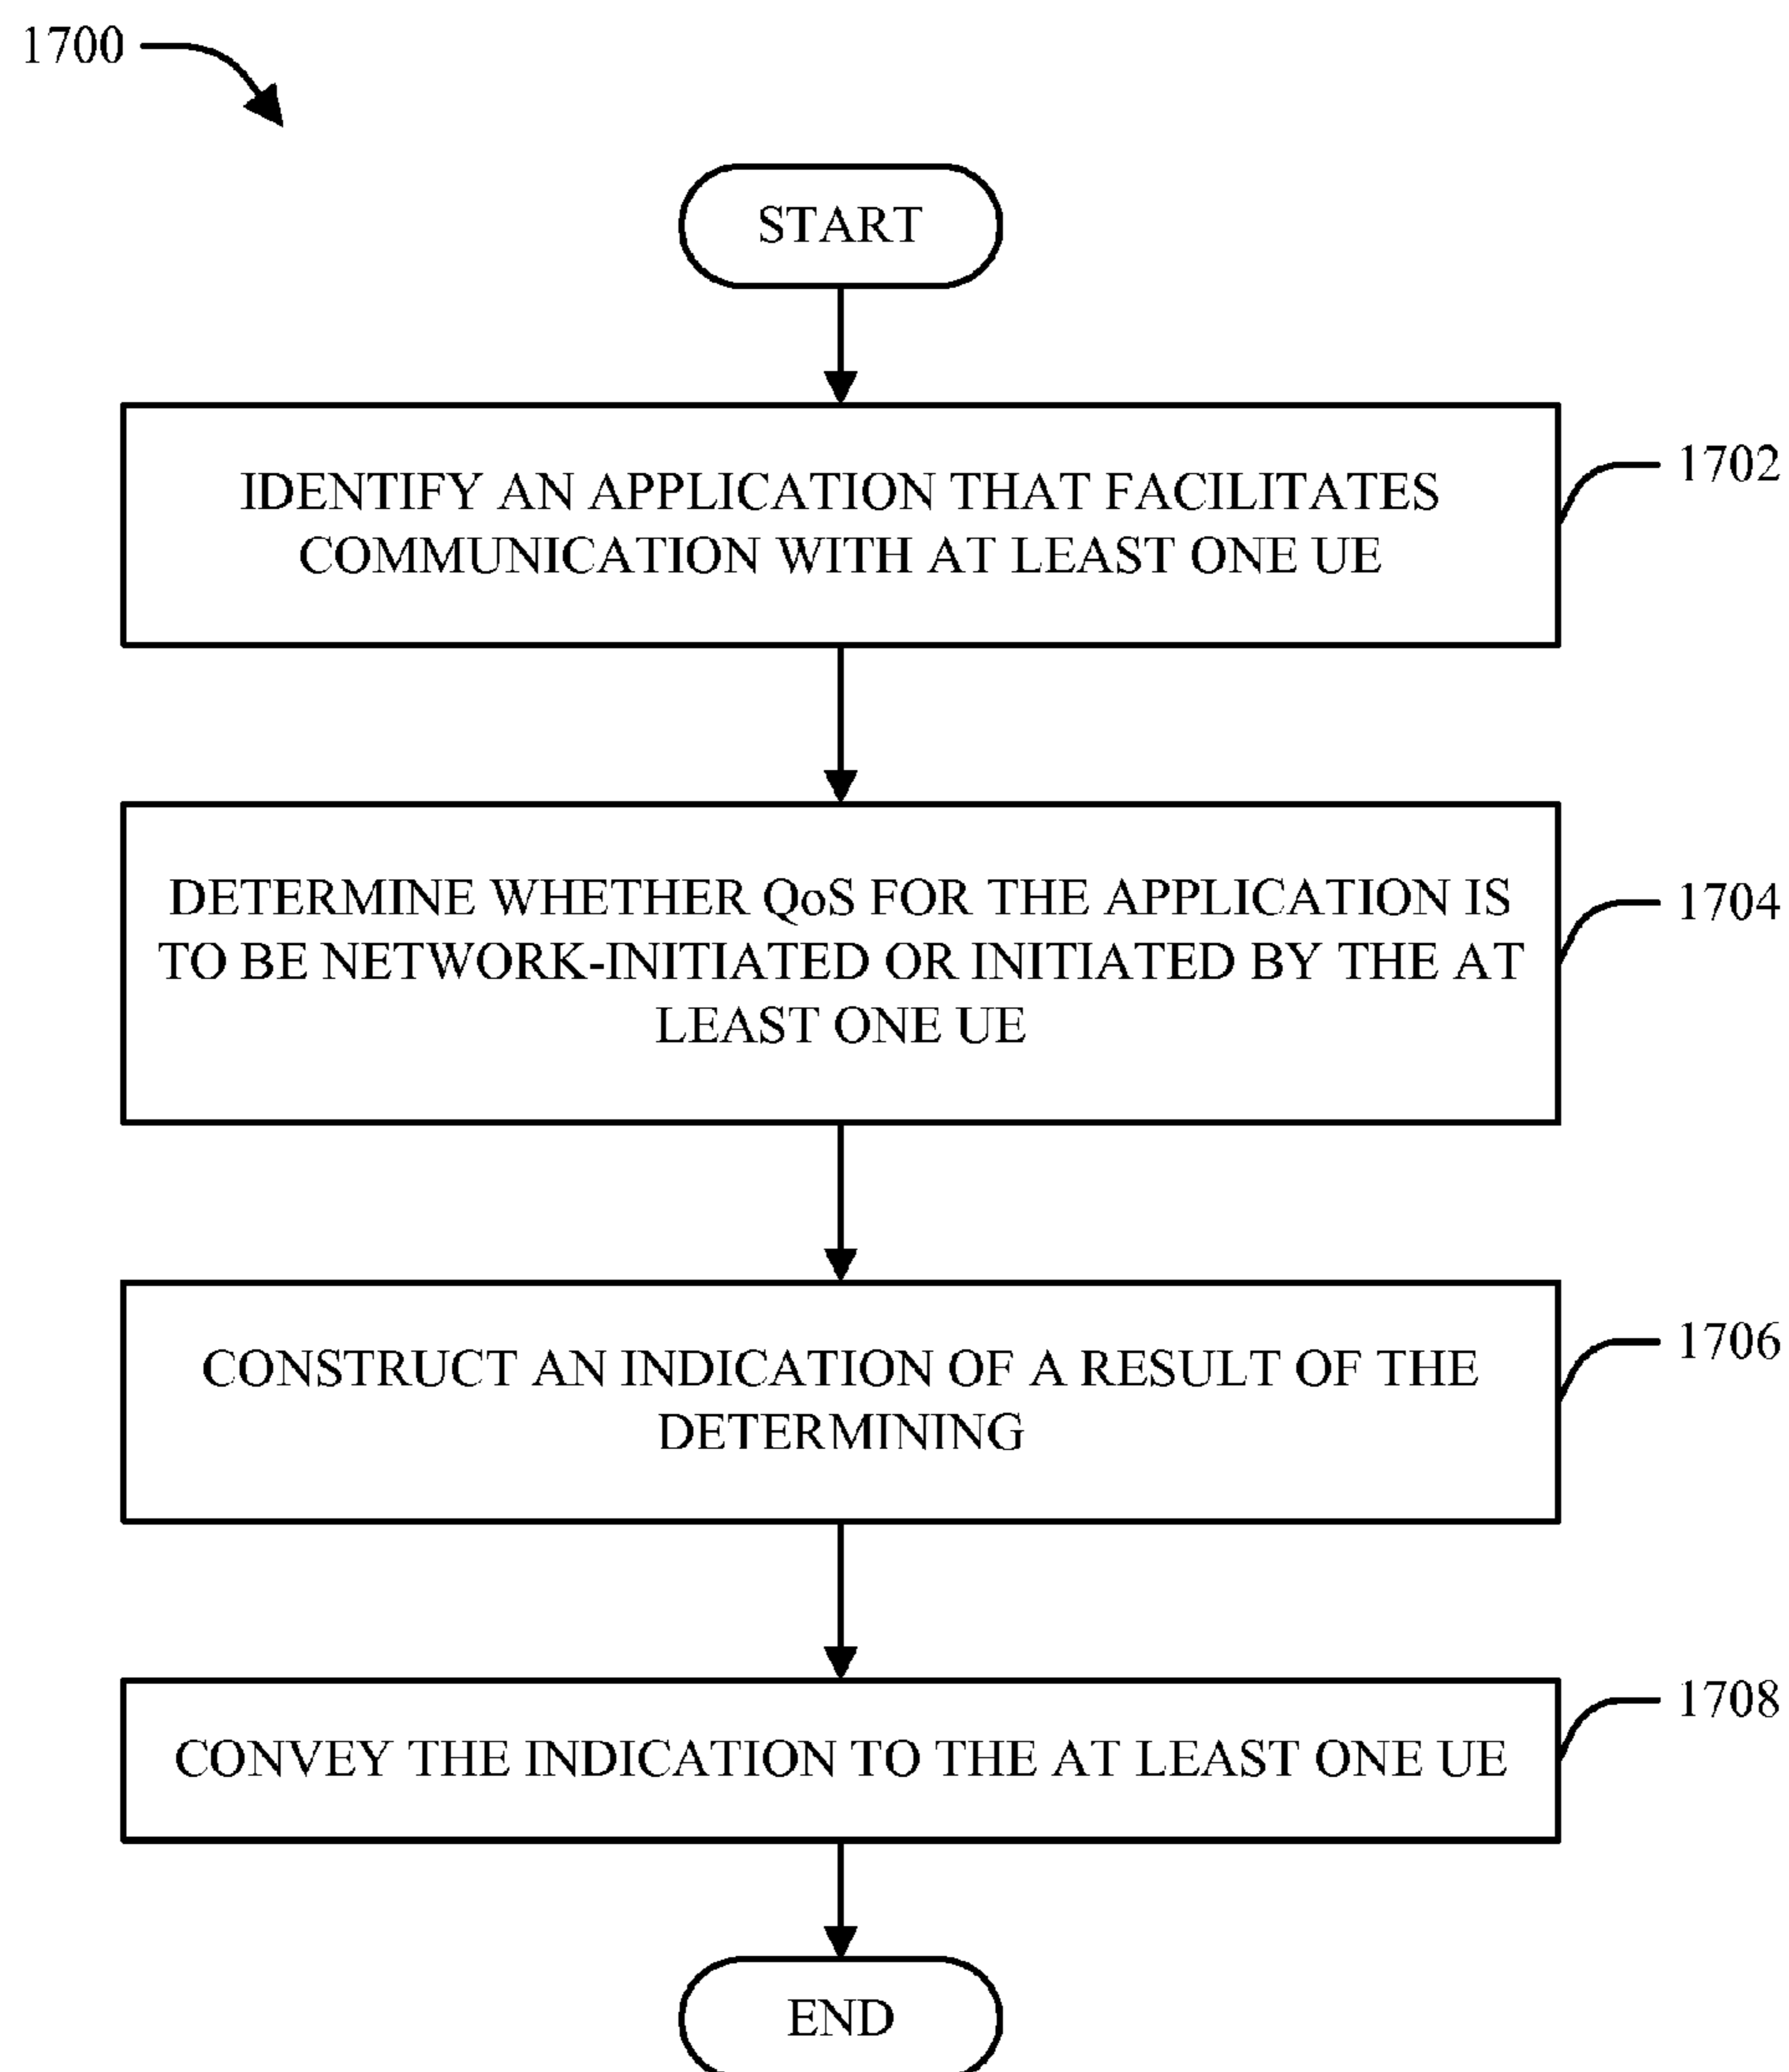 1700
START
IDENTIFY AN APPLICATION THAT FACILITATES
COMMUNICATION WITH AT LEAST ONE UE
1702
DETERMINE WHETHER QoS FOR THE APPLICATION IS
TO BE NETWORK-INITIATED OR INITIATED BY THE AT
LEAST ONE UE
1704
CONSTRUCT AN INDICATION OF A RESULT OF THE
DETERMINING
1706
CONVEY THE INDICATION TO THE AT LEAST ONE UE
1708
END